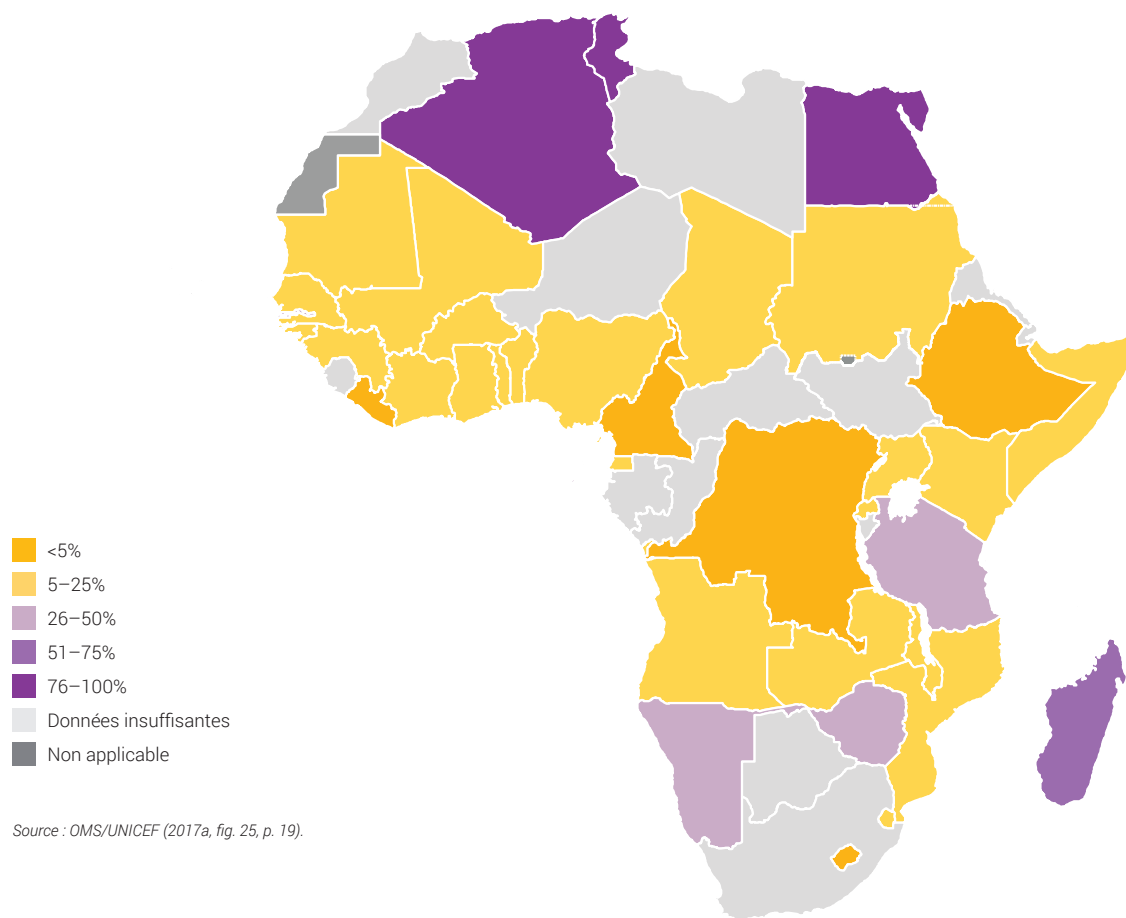 <5%
5–25%
26–50%
51–75%
76–100%
Données insuffisantes
Non applicable
Source : OMS/UNICEF (2017a, fig. 25, p. 19).